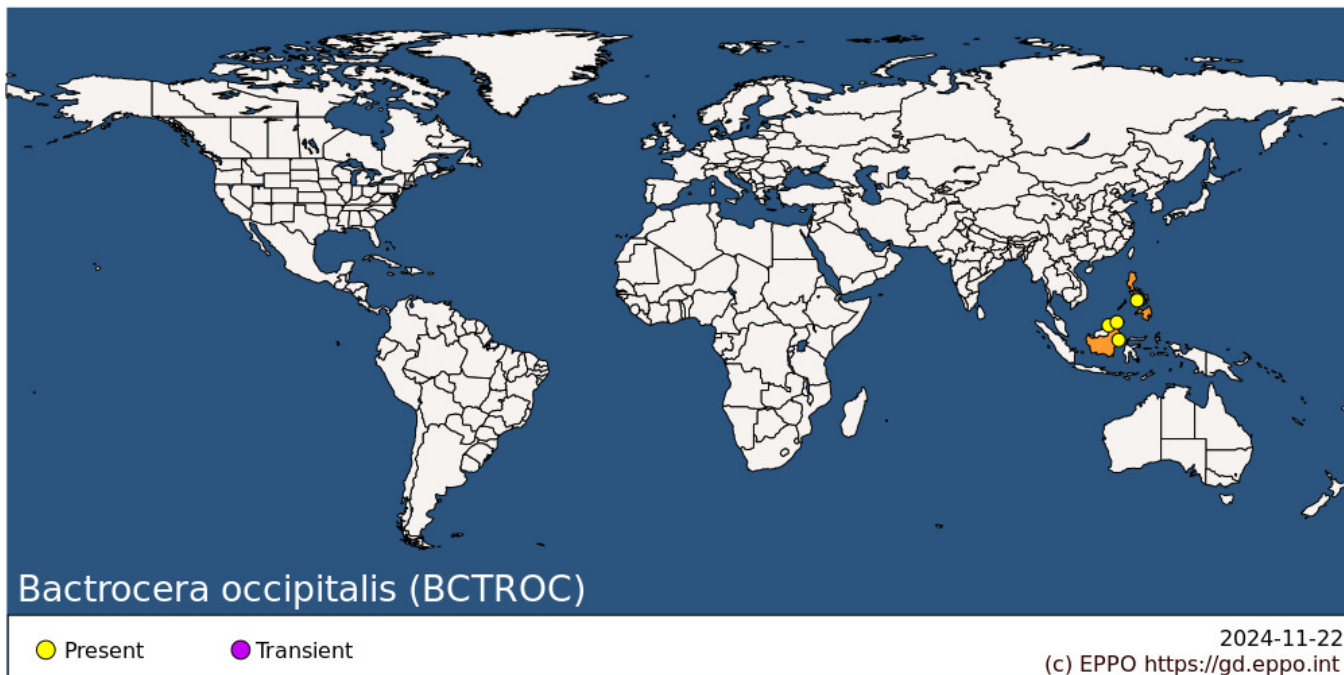 Bactrocera occipitalis (BCTROC)
Present
Transient
2024-11-22
(c) EPPO https://gd.eppo.int